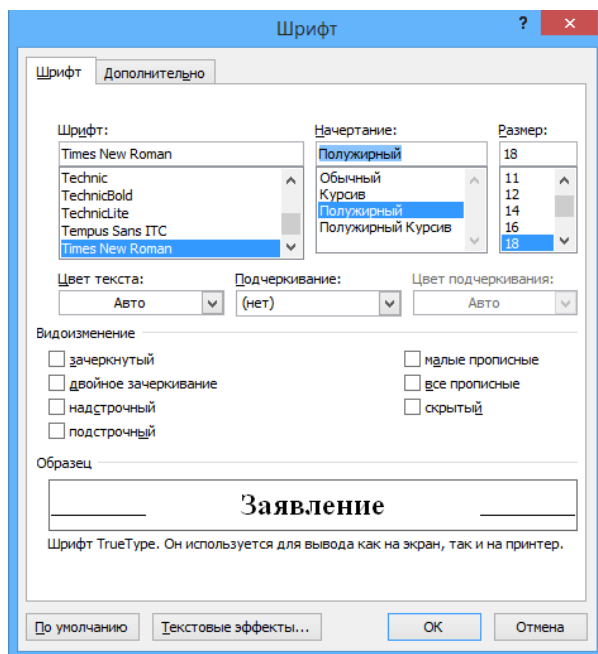 Шрифт ? ×
Шрифт Дополнительно
Шрифт: Начертание: Размер:
Times New Roman Полужирный 18
Technic Обычный 11
TechnicBold Курсив 12
TechnicLite Полужирный 14
Tempus Sans ITC Полужирный Курсив 16
Times New Roman 18
Цвет текста: Подчеркивание: Цвет подчеркивания:
Авто (нет) Авто
Видоизменение
зачеркнутый малые прописные
двойное зачеркивание все прописные
надстрочный скрытый
подстрочный
Образец
Заявление
Шрифт TrueType. Он используется для вывода как на экран, так и на принтер.
По умолчанию Текстовые эффекты... ОК Отмена